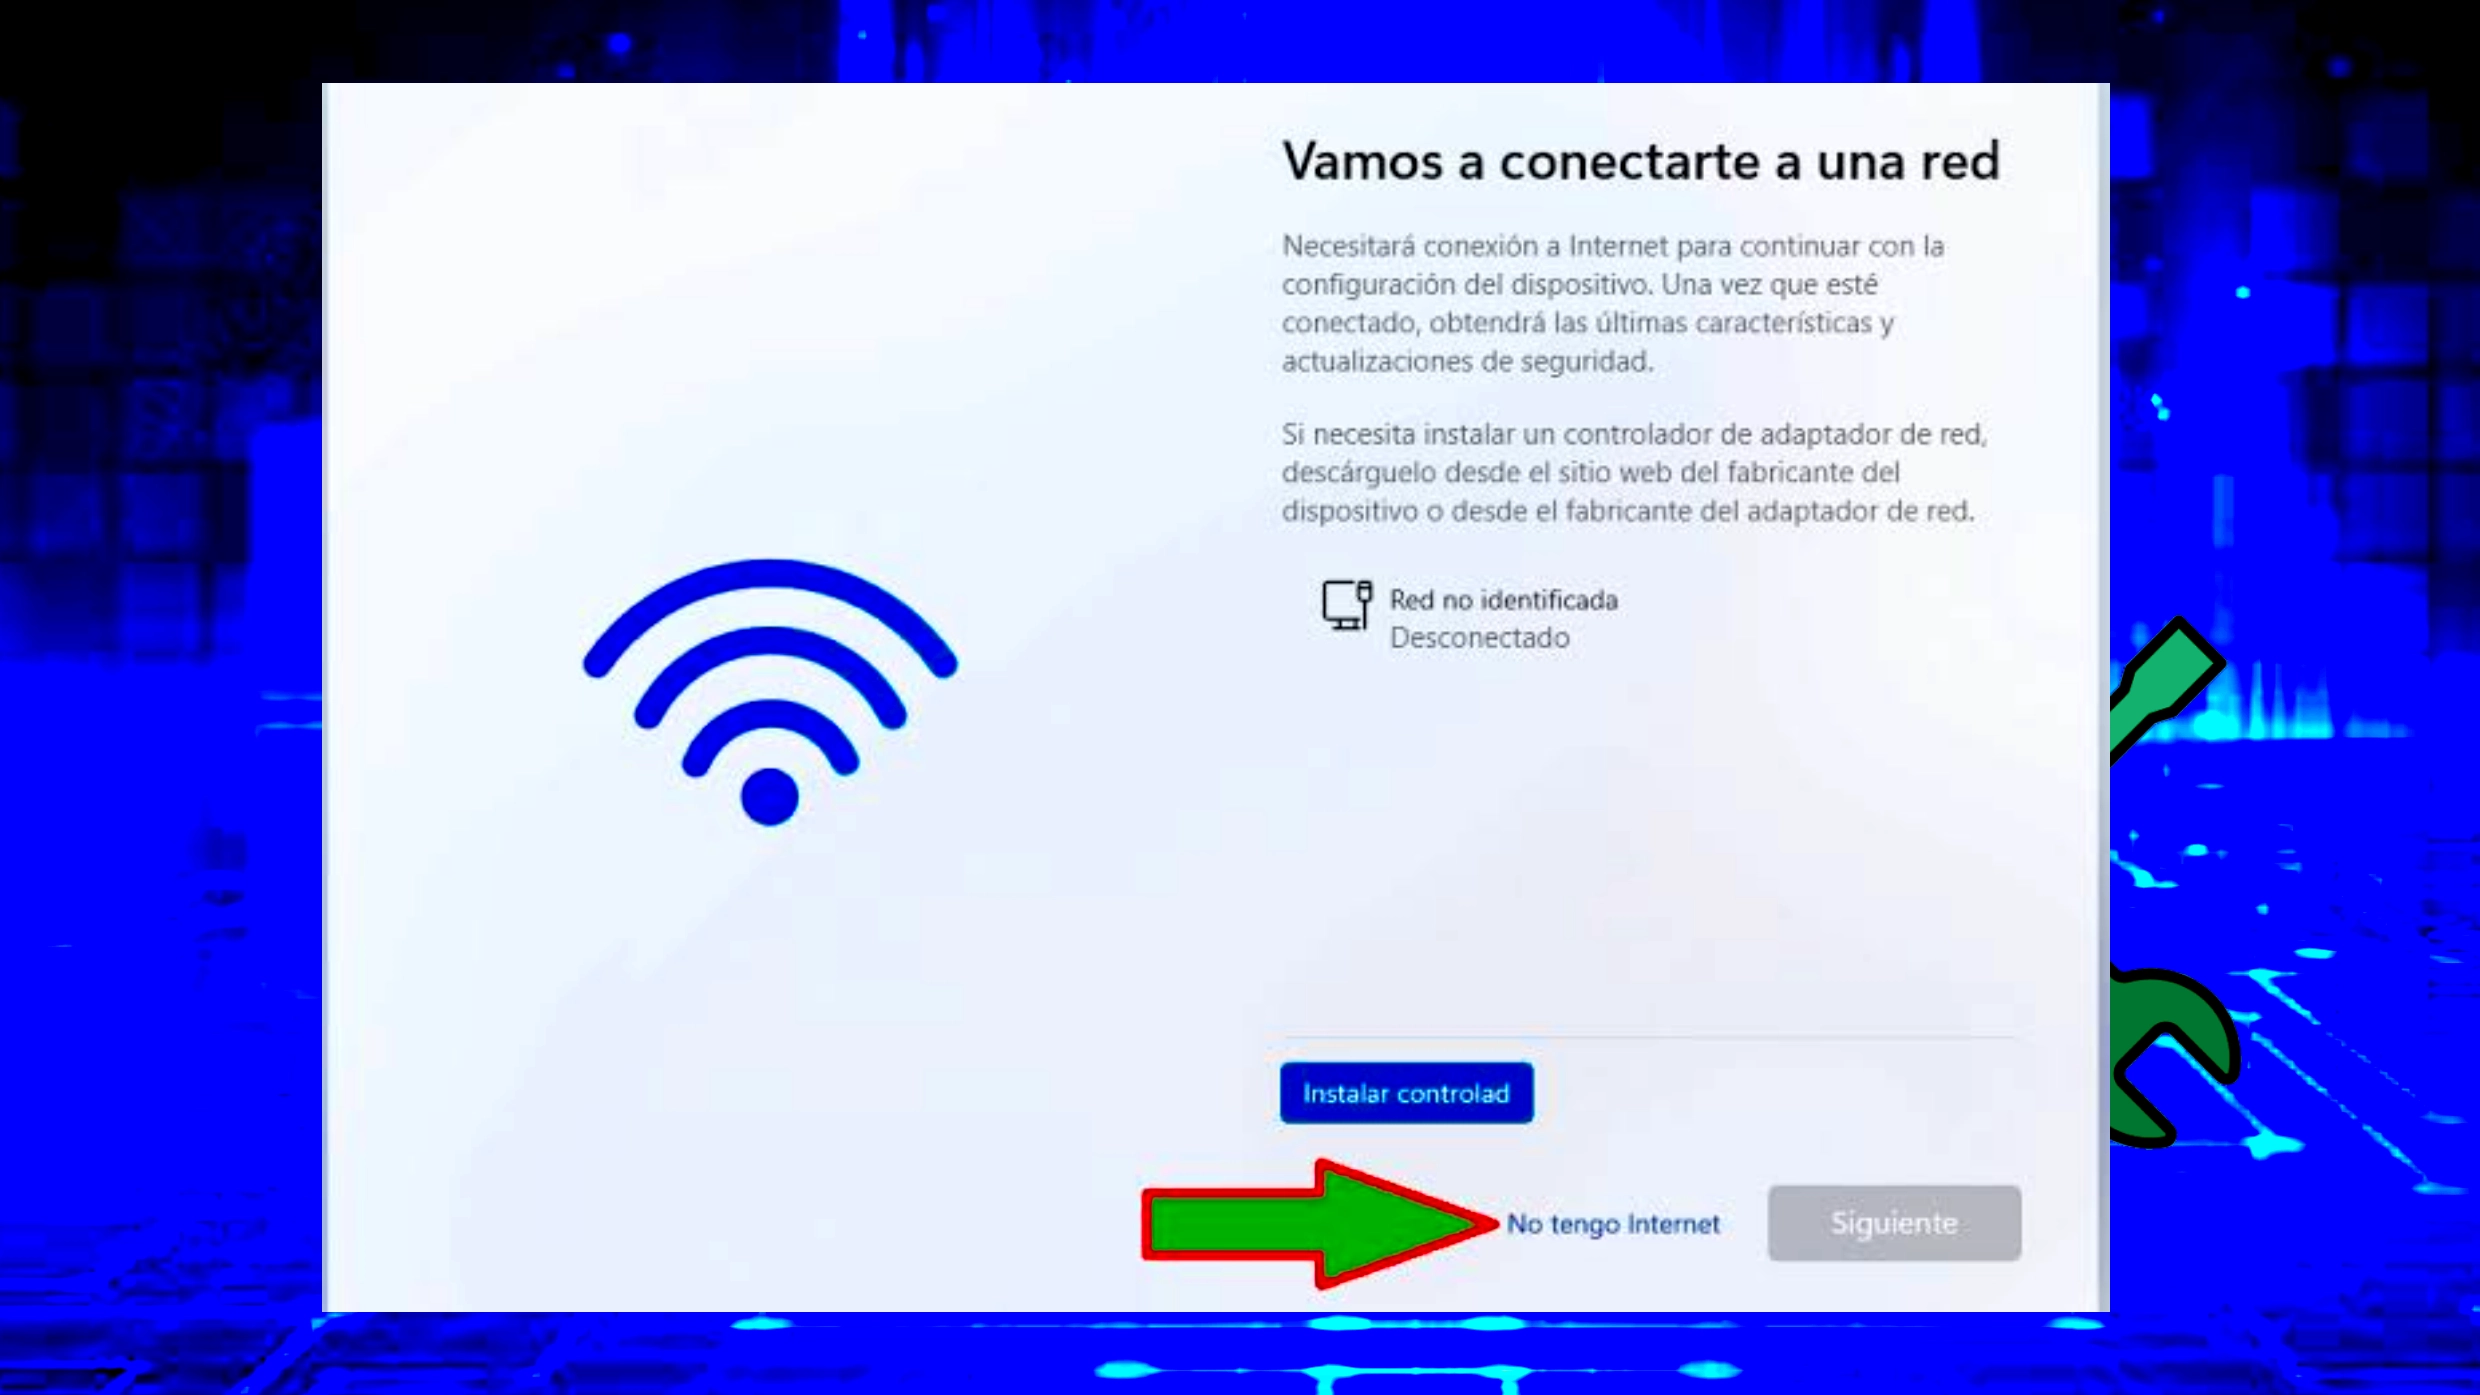 Vamos a conectarte a una red
Necesitará conexión a Internet para continuar con la
configuración del dispositivo. Una vez que esté
conectado, obtendrá las últimas características y
actualizaciones de seguridad.
Si necesita instalar un controlador de adaptador de red,
descárguelo desde el sitio web del fabricante del
dispositivo o desde el fabricante del adaptador de red.
Red no identificada
Desconectado
Instalar controlad
No tengo Internet
Siguiente